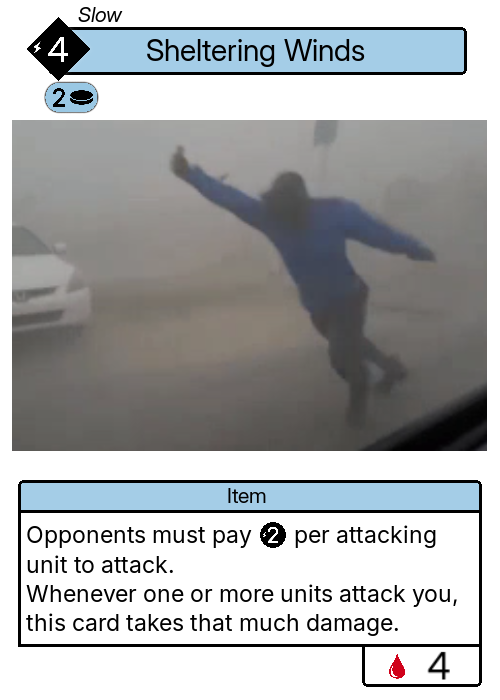 Slow
4
Sheltering Winds
2
Item
Opponents must pay 2 per attacking
unit to attack.
Whenever one or more units attack you,
this card takes that much damage.
4